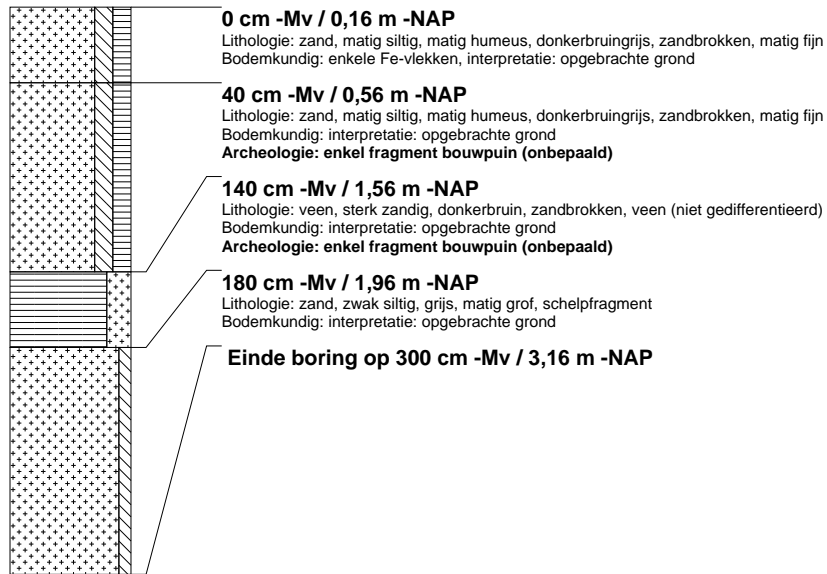 0 cm -Mv / 0,16 m -NAP
Lithologie: zand, matig siltig, matig humeus, donkerbruingrijs, zandbrokken, matig fijn
Bodemkundig: enkele Fe-vlekken, interpretatie: opgebrachte grond
40 cm -Mv / 0,56 m -NAP
Lithologie: zand, matig siltig, matig humeus, donkerbruingrijs, zandbrokken, matig fijn
Bodemkundig: interpretatie: opgebrachte grond
Archeologie: enkel fragment bouwpuin (onbepaald)
140 cm -Mv / 1,56 m -NAP
Lithologie: veen, sterk zandig, donkerbruin, zandbrokken, veen (niet gedifferentieerd)
Bodemkundig: interpretatie: opgebrachte grond
Archeologie: enkel fragment bouwpuin (onbepaald)
180 cm -Mv / 1,96 m -NAP
Lithologie: zand, zwak siltig, grijs, matig grof, schelpfragment
Bodemkundig: interpretatie: opgebrachte grond
Einde boring op 300 cm -Mv / 3,16 m -NAP